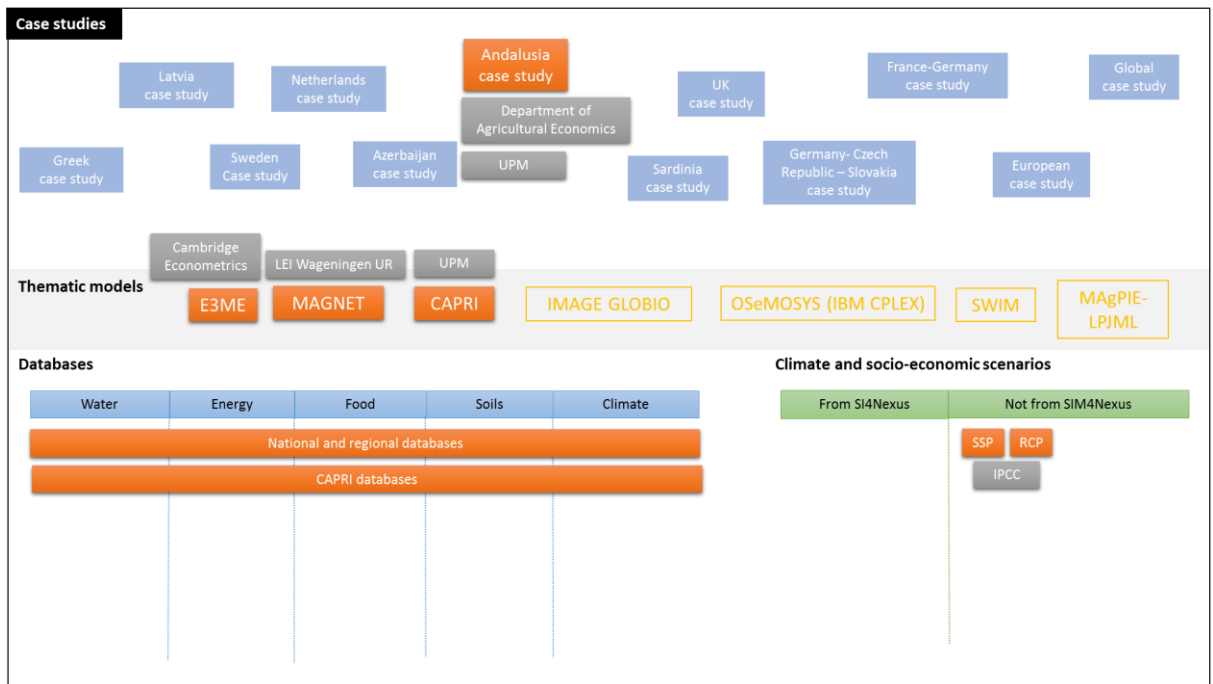 Case studies
Andalusia
case study
Latvia
case study
Netherlands
case study
UK
case study
France-Germany
case study
Global
case study
Department of
Agricultural Economics
UPM
Greek
case study
Sweden
Case study
Azerbaijan
case study
Sardinia
case study
Germany- Czech
Republic – Slovakia
case study
European
case study
Cambridge
Econometrics
LEI Wageningen UR
UPM
Thematic models
E3ME
MAGNET
CAPRI
IMAGE GLOBIO
OSeMOSYS (IBM CPLEX)
SWIM
MAgPIE-
LPJML
Databases
Water
Energy
Food
Soils
Climate
National and regional databases
CAPRI databases
Climate and socio-economic scenarios
From SI4Nexus
Not from SIM4Nexus
SSP
RCP
IPCC